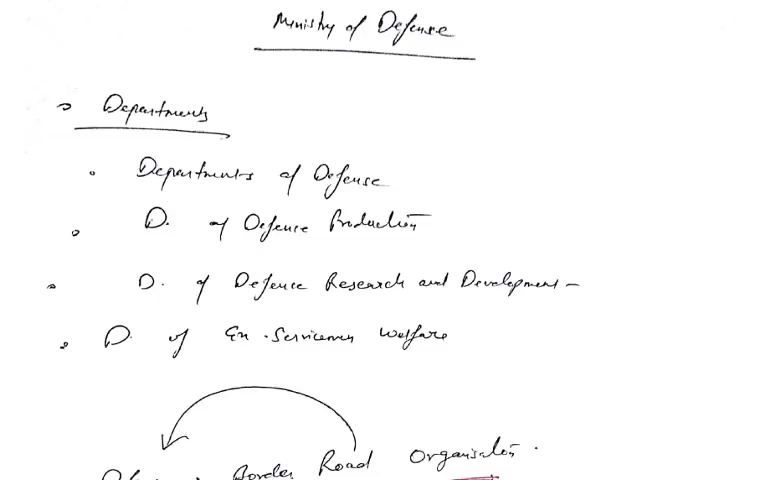 Ministry of Defense
Departments
Departments of Defense
D. of Defense Production
D. of Defence Research and Development -
D. of Ex-Servicemen Welfare
Border Road Organisation.